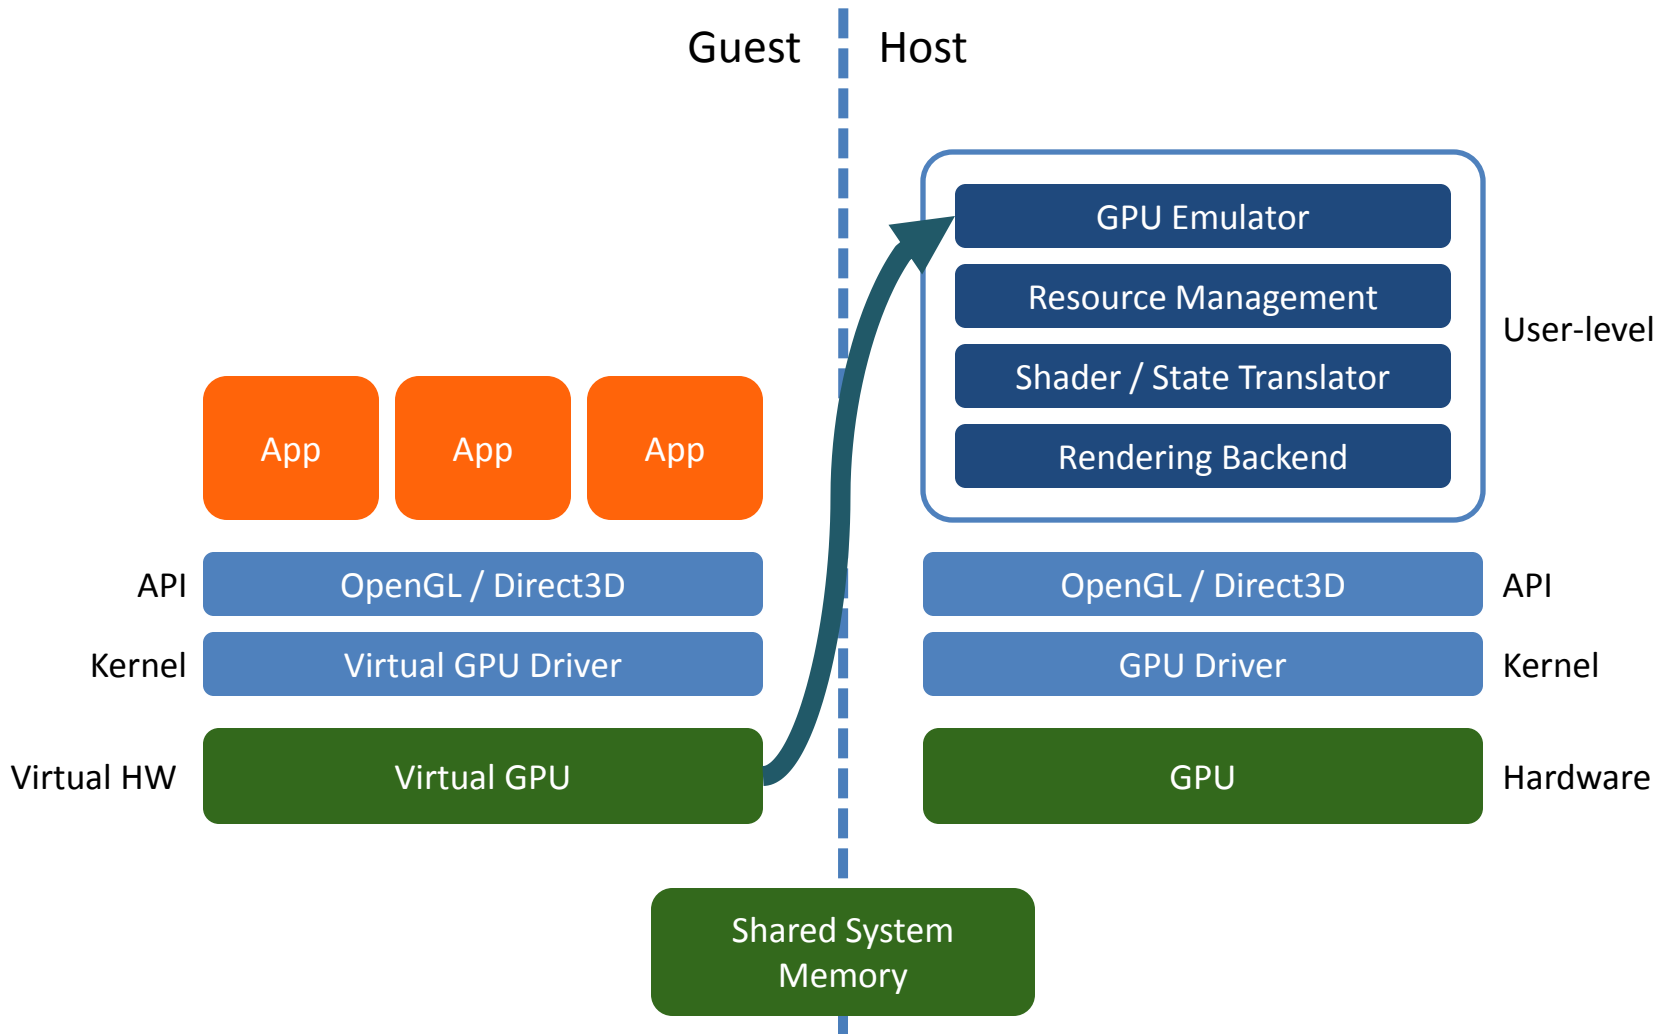 Guest
Host
GPU Emulator
Resource Management
User-level
Shader / State Translator
App
App
App
Rendering Backend
API
OpenGL / Direct3D
OpenGL / Direct3D
API
Kernel
Virtual GPU Driver
GPU Driver
Kernel
Virtual HW
Virtual GPU
GPU
Hardware
Shared System
Memory